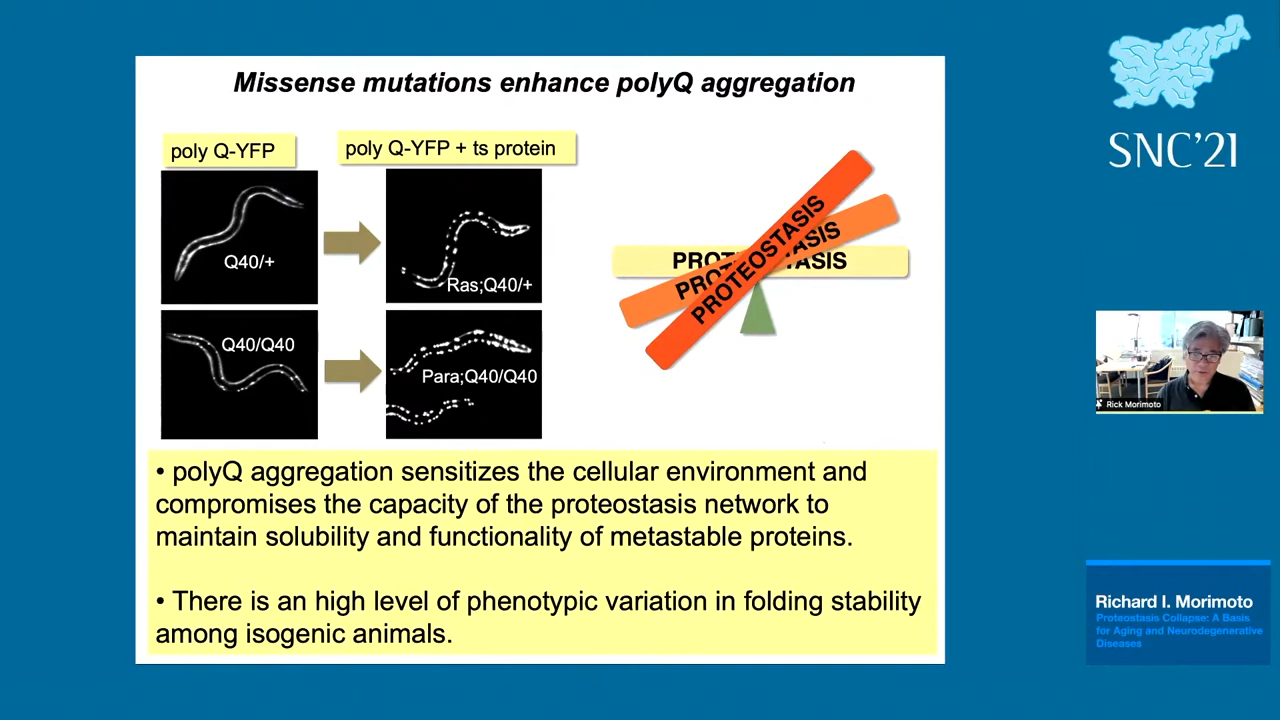 Missense mutations enhance polyQ aggregation
poly Q-YFP
poly Q-YFP + ts protein
Q40/+
Ras;Q40/+
Q40/Q40
Para;Q40/Q40
PROTEOSTASIS
• polyQ aggregation sensitizes the cellular environment and
compromises the capacity of the proteostasis network to
maintain solubility and functionality of metastable proteins.
• There is an high level of phenotypic variation in folding stability
among isogenic animals.
SNC'21
Rick Morimoto
Richard I. Morimoto
Proteostasis Collapse: A Basis
for Aging and Neurodegenerative
Diseases